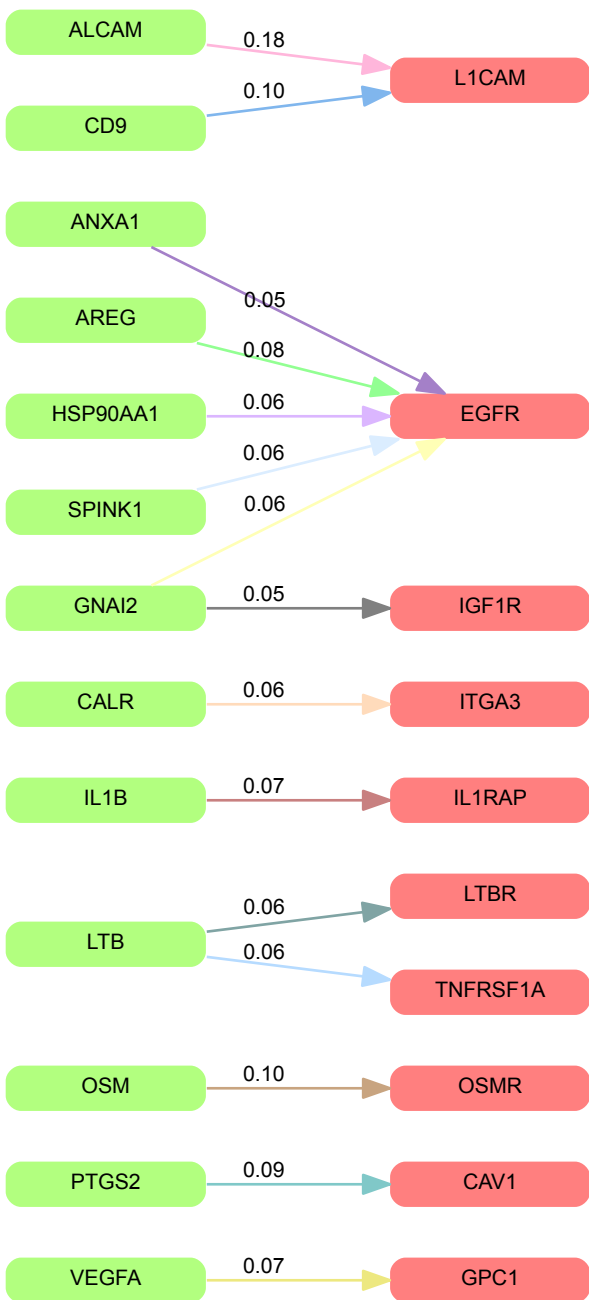 ALCAM
0.18
L1CAM
0.10
CD9
ANXA1
0.05
AREG
0.08
HSP90AA1
0.06
EGFR
0.06
SPINK1
0.06
GNAI2
0.05
IGF1R
CALR
0.06
ITGA3
IL1B
0.07
IL1RAP
LTBR
0.06
LTB
0.06
TNFRSF1A
OSM
0.10
OSMR
PTGS2
0.09
CAV1
VEGFA
0.07
GPC1